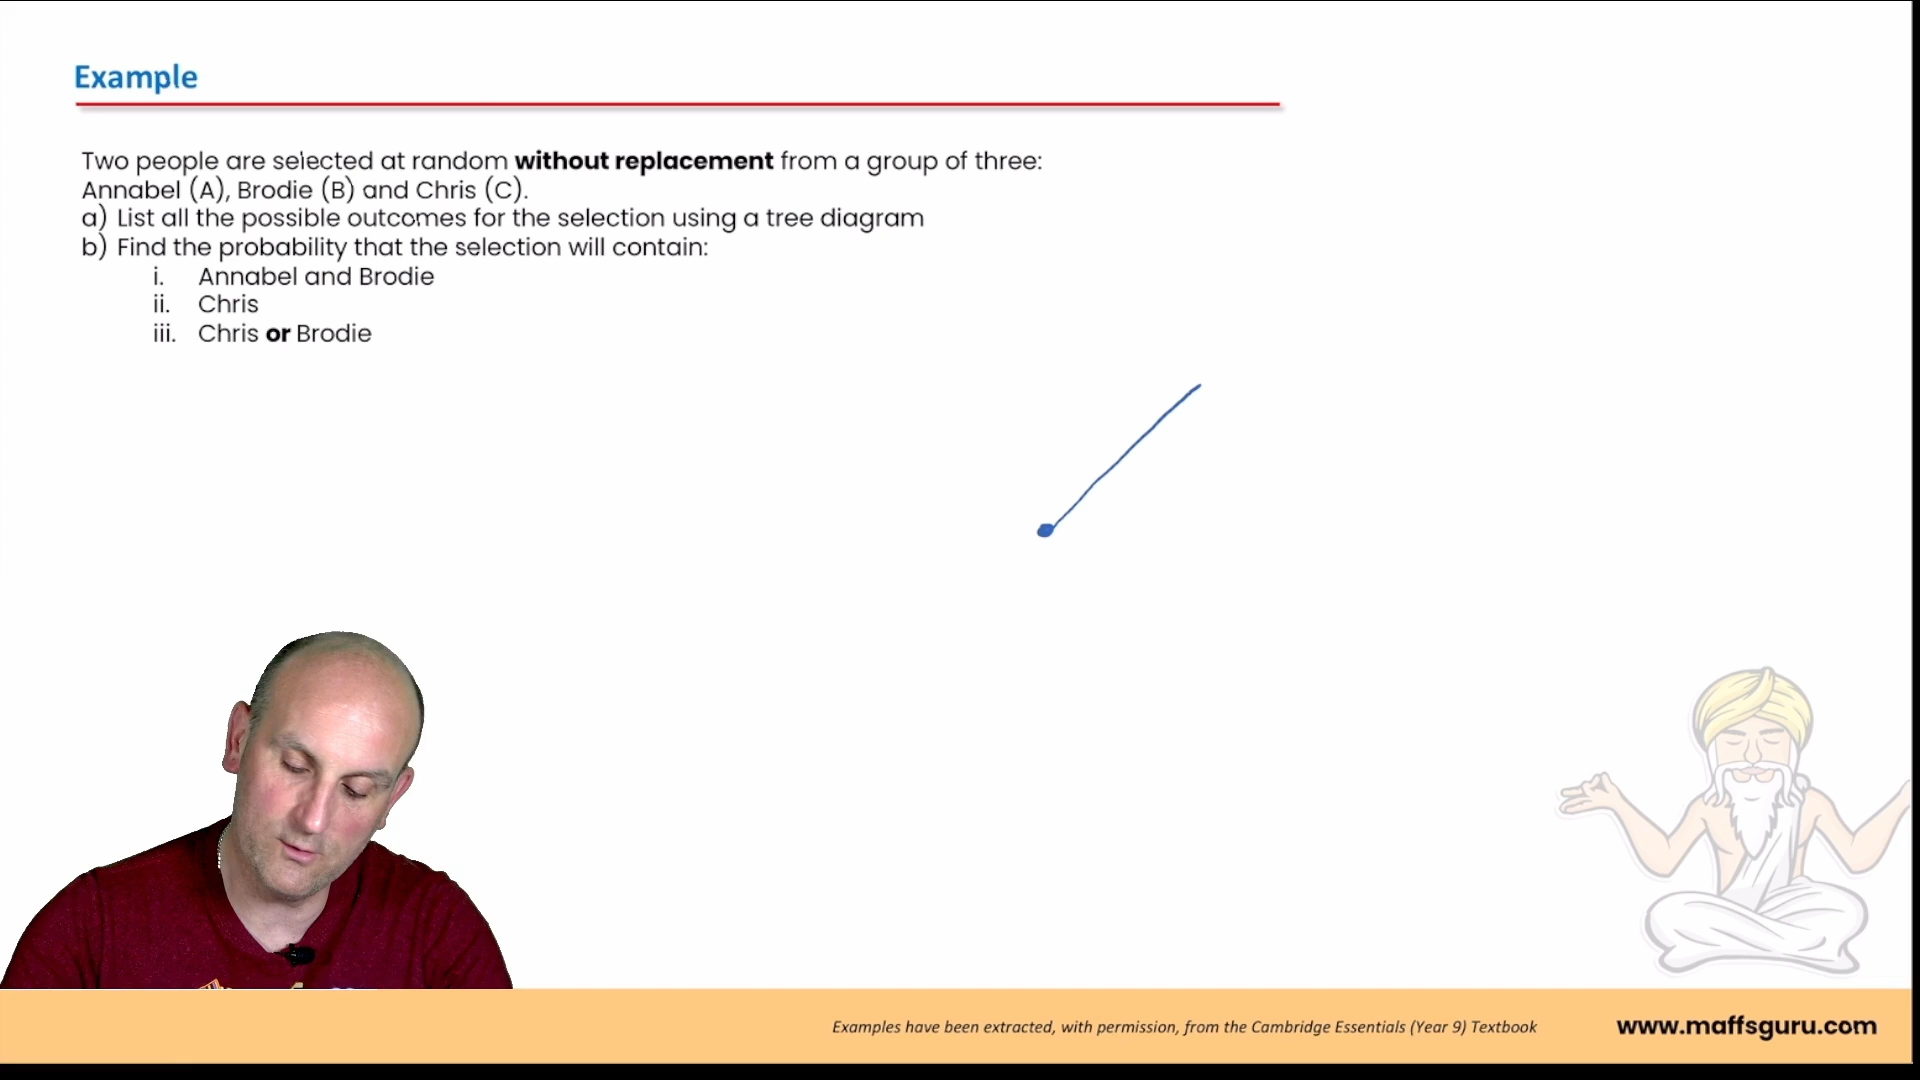 Example
Two people are selected at random without replacement from a group of three:
Annabel (A), Brodie (B) and Chris (C).
a) List all the possible outcomes for the selection using a tree diagram
b) Find the probability that the selection will contain:
i. Annabel and Brodie
ii. Chris
iii. Chris or Brodie
Examples have been extracted, with permission, from the Cambridge Essentials (Year 9) Textbook
www.maffsguru.com